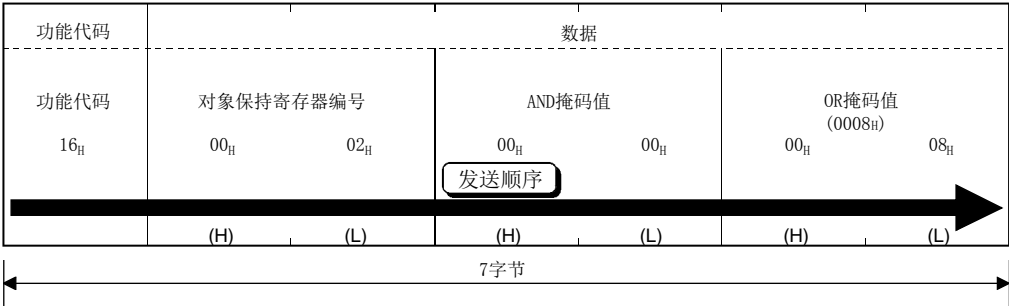 功能代码 数据
功能代码 对象保持寄存器编号 AND掩码值 OR掩码值
(0008H)
16H 00H 02H 00H 00H 00H 08H
发送顺序
(H) (L) (H) (L) (H) (L)
7字节